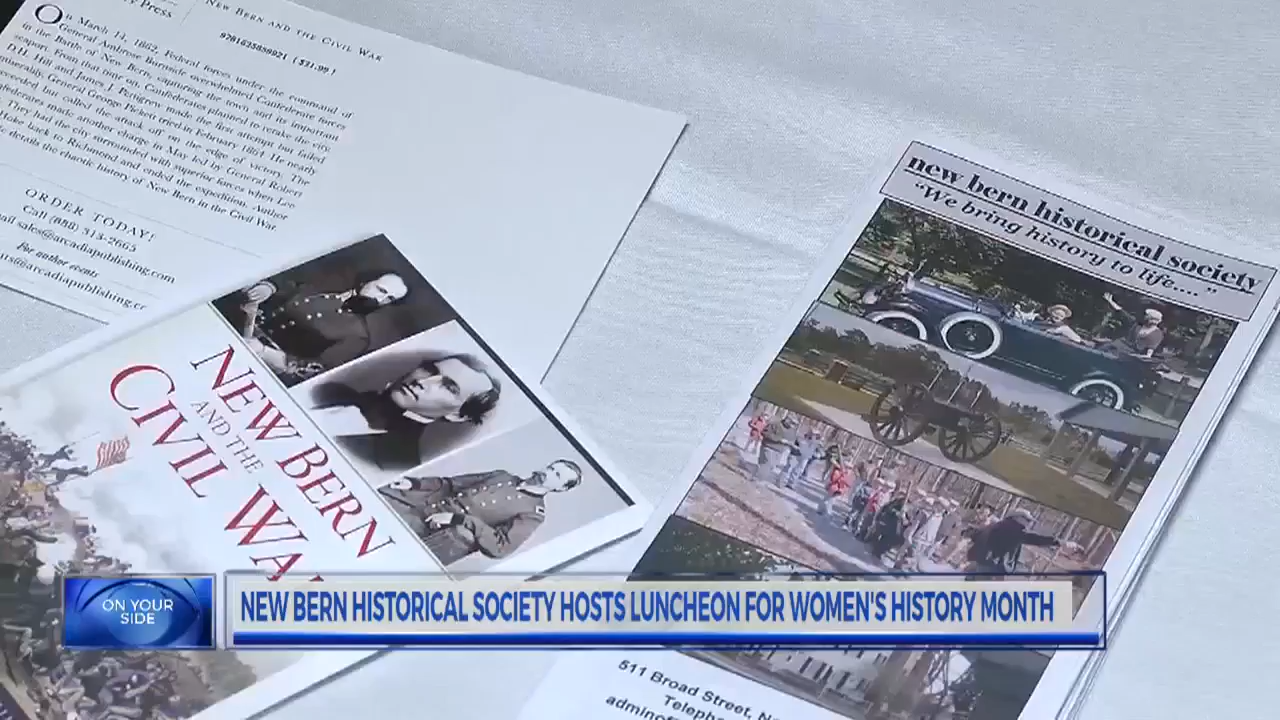 ry Press
NEW BERN AND THE CIVIL WAR
9781625859921 | $21.99 |
On March 14, 1862, Federal forces under the command of
General Ambrose Burnside overwhelmed Confederate forces
in the Battle of New Bern, capturing the town and its important
seaport. From that time on, Confederates planned to retake the city.
D.H. Hill and James J. Pettigrew made the first attempt but failed
miserably. General George Pickett tried in February 1864. He nearly
succeeded but called the attack off on the edge of victory. The
Confederates made another charge in May led by General Robert
Hoke. They had the city surrounded with superior forces when Lee
Hoke back to Richmond and ended the expedition. Author
details the chaotic history of New Bern in the Civil War.
ORDER TODAY!
Call (888) 313-2665
sales@arcadiapublishing.com
For author events
@arcadiapublishing.c
NEW BERN
AND THE
CIVIL WA
new bern historical society
"We bring history to life.... "
511 Broad Street, Ne
Teleph
admin
ON YOUR
SIDE
NEW BERN HISTORICAL SOCIETY HOSTS LUNCHEON FOR WOMEN'S HISTORY MONTH